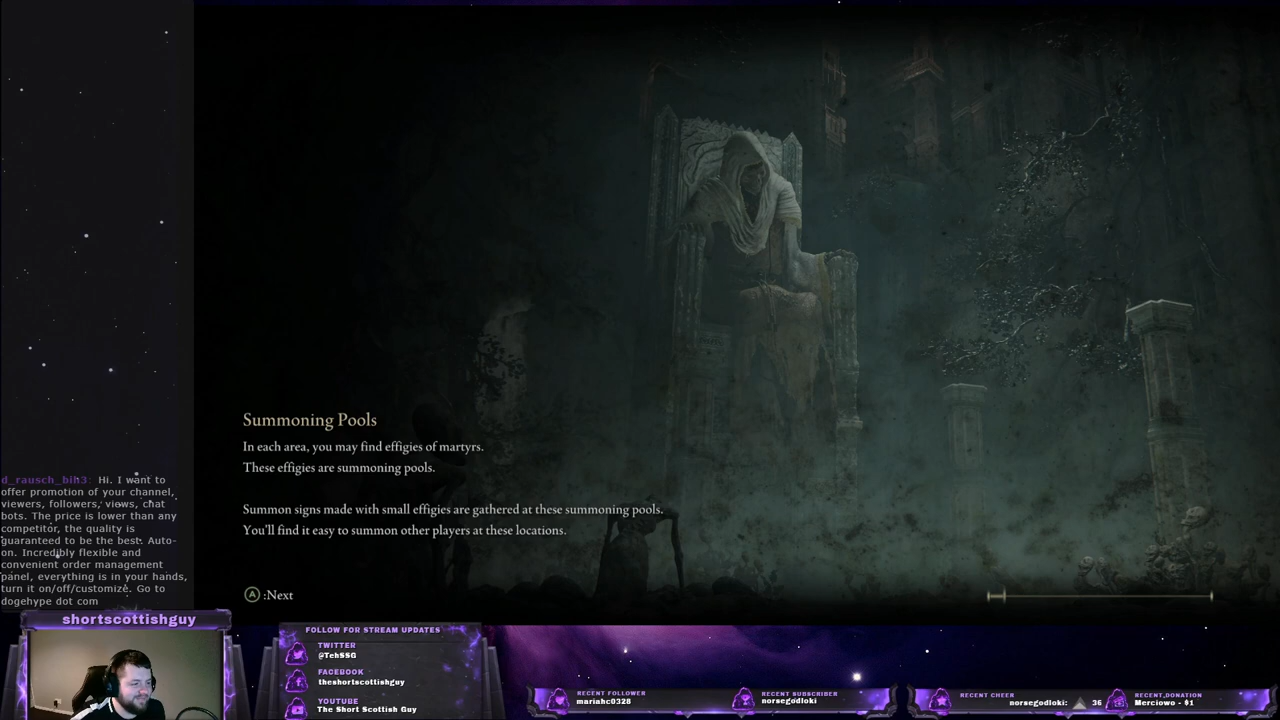 Summoning Pools
In each area, you may find effigies of martyrs.
These effigies are summoning pools.
Summon signs made with small effigies are gathered at these summoning pools.
You'll find it easy to summon other players at these locations.
A :Next
d_rausch_bih3: Hi. I want to
offer promotion of your channel,
viewers, followers, views, chat
bots. The price is lower than any
competitor, the quality is
guaranteed to be the best. Auto-
on. Incredibly flexible and
convenient order management
panel, everything is in your hands,
turn it on/off/customize. Go to
dogehype dot com
shortscottishguy
FOLLOW FOR STREAM UPDATES
TWITTER
@TehSSG
FACEBOOK
theshortscottishguy
YOUTUBE
The Short Scottish Guy
RECENT FOLLOWER
mariahc0328
RECENT SUBSCRIBER
norsegodloki
RECENT CHEER
norsegodloki: 36
RECENT DONATION
Merciowo - $1